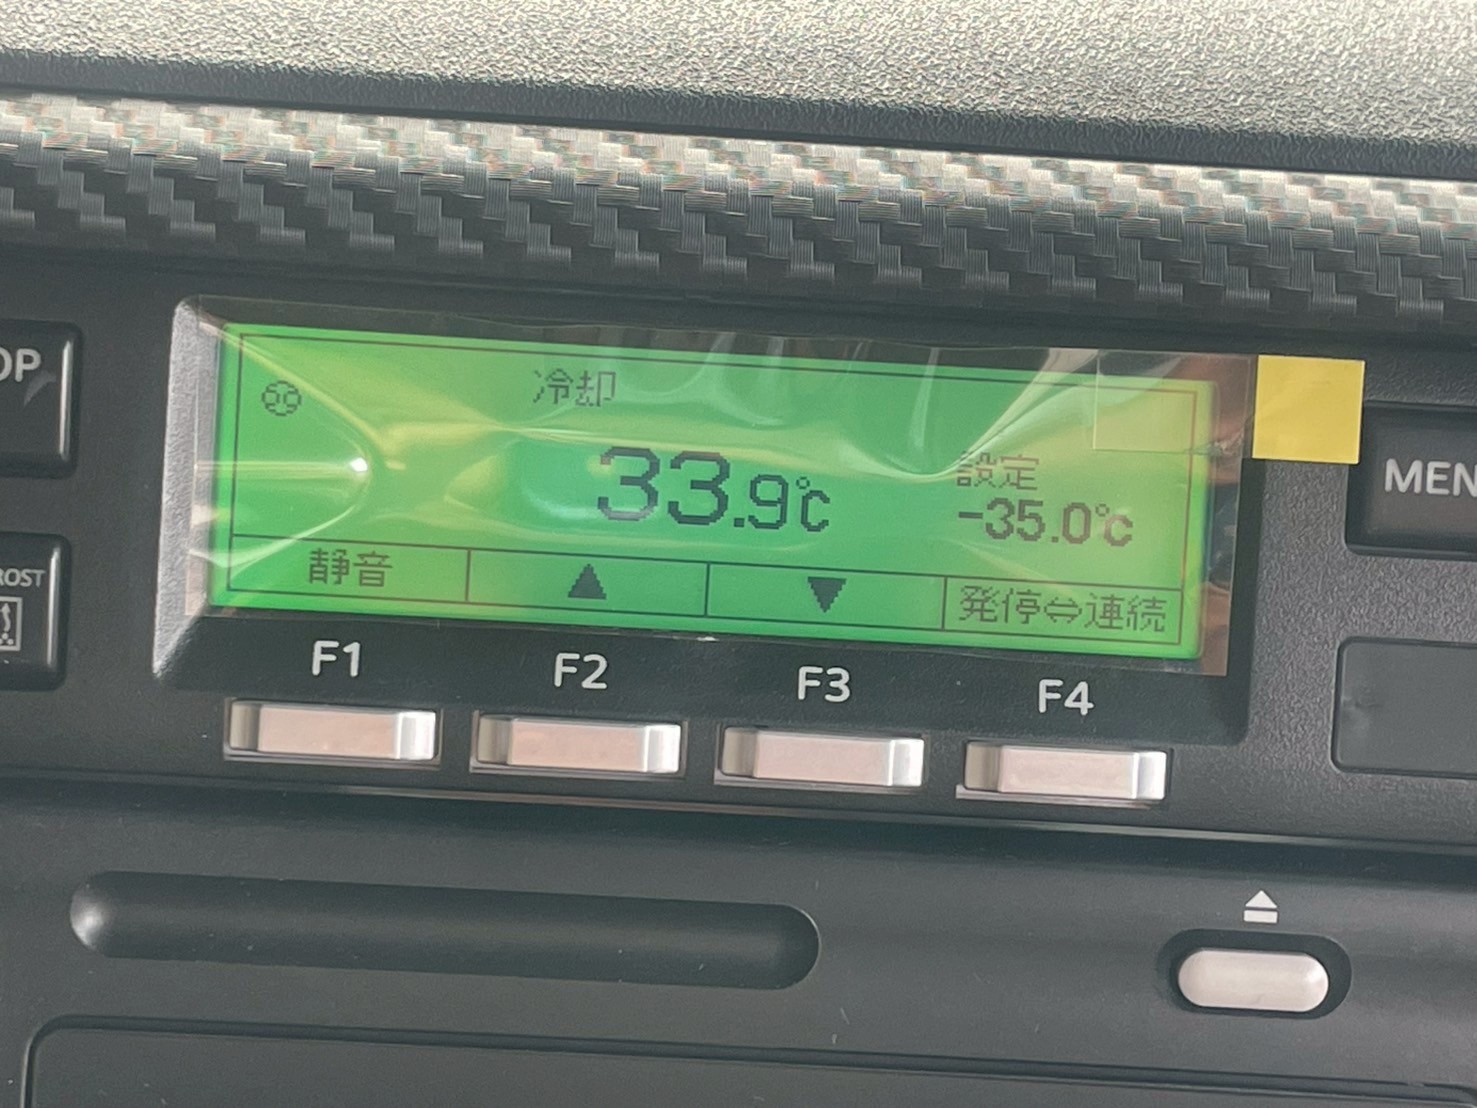 冷却
33.9℃
設定
-35.0℃
静音 ▲ ▼ 発停⇔連続
F1 F2 F3 F4
OP
ROST
MEN